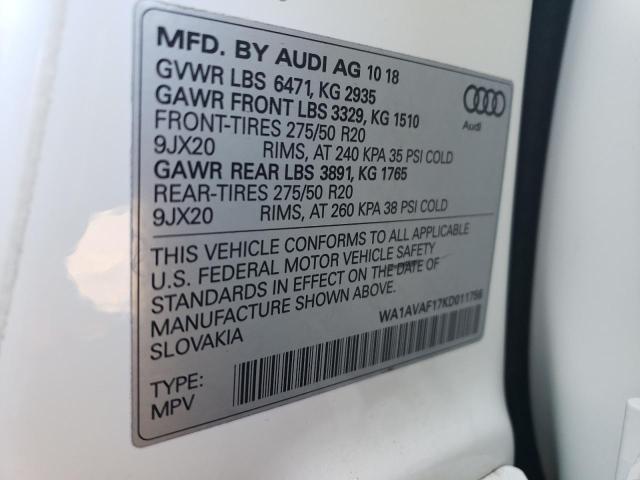 MFD. BY AUDI AG 10 18
GVWR LBS 6471, KG 2935
GAWR FRONT LBS 3329, KG 1510
FRONT-TIRES 275/50 R20
9JX20 RIMS, AT 240 KPA 35 PSI COLD
GAWR REAR LBS 3891, KG 1765
REAR-TIRES 275/50 R20
9JX20 RIMS, AT 260 KPA 38 PSI COLD
Audi
THIS VEHICLE CONFORMS TO ALL APPLICABLE
U.S. FEDERAL MOTOR VEHICLE SAFETY
STANDARDS IN EFFECT ON THE DATE OF
MANUFACTURE SHOWN ABOVE.
SLOVAKIA
WA1AVAF17KD011756
TYPE:
MPV